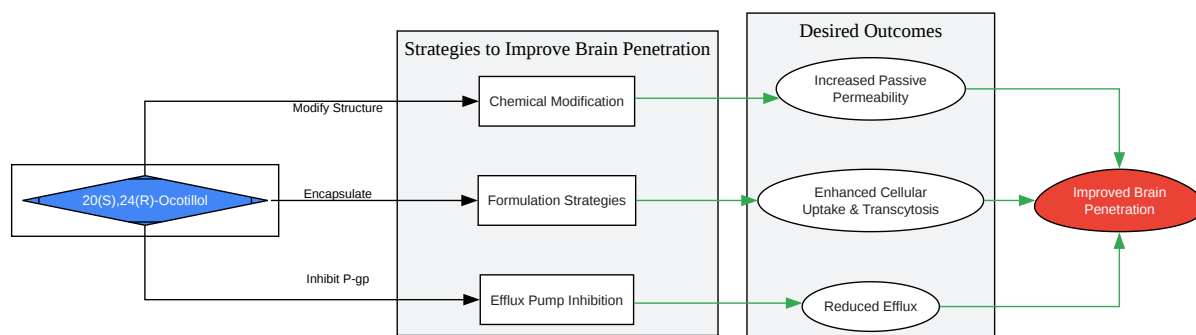 Strategies to Improve Brain Penetration
Desired Outcomes
Modify Structure
Chemical Modification
Increased Passive
Permeability
20(S),24(R)-Ocotillol
Encapsulate
Formulation Strategies
Enhanced Cellular
Uptake & Transcytosis
Improved Brain
Penetration
Inhibit P-gp
Efflux Pump Inhibition
Reduced Efflux